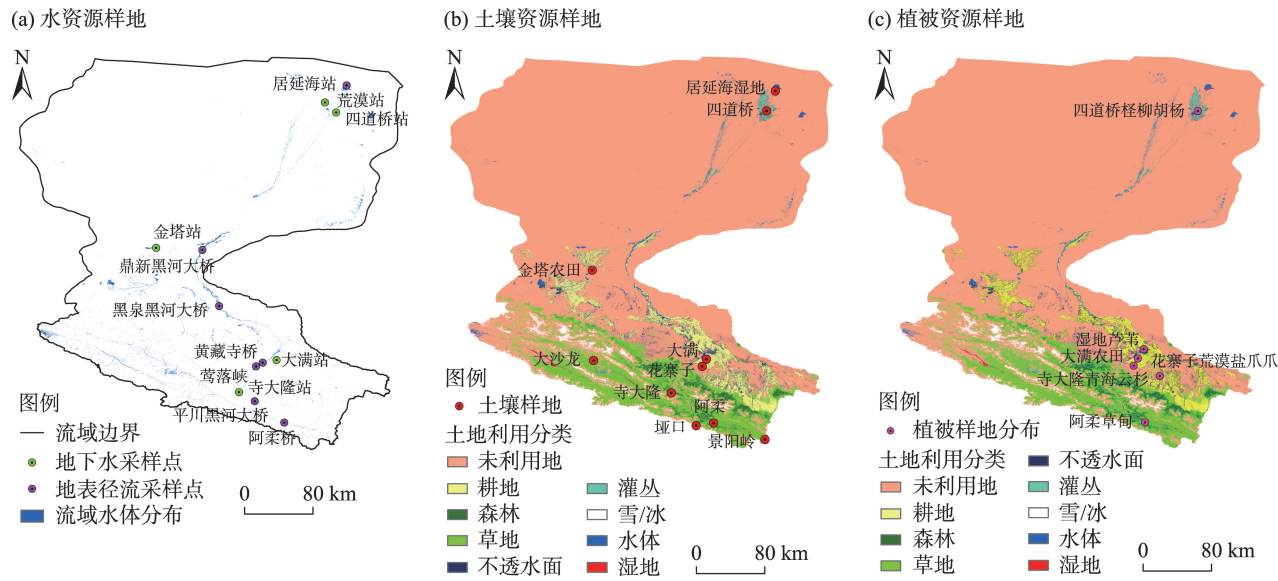 (a) 水资源样地
N
居延海站
荒漠站
四道桥站
金塔站
鼎新黑河大桥
黑泉黑河大桥
黄藏寺桥
大满站
莺落峡
寺大隆站
平川黑河大桥
阿柔桥
图例
流域边界
地下水采样点
地表径流采样点
流域水体分布
0 80 km
(b) 土壤资源样地
N
居延海湿地
四道桥
金塔农田
大沙龙
大满
花寨子
寺大隆
阿柔
垭口
景阳岭
图例
土壤样地
土地利用分类
未利用地
耕地
灌丛
森林
雪/冰
草地
水体
不透水面
湿地
0 80 km
(c) 植被资源样地
N
四道桥柽柳胡杨
湿地芦苇
大满农田
花寨子荒漠盐爪爪
寺大隆青海云杉
阿柔草甸
图例
植被样地分布
土地利用分类
不透水面
未利用地
灌丛
耕地
雪/冰
森林
水体
草地
湿地
0 80 km